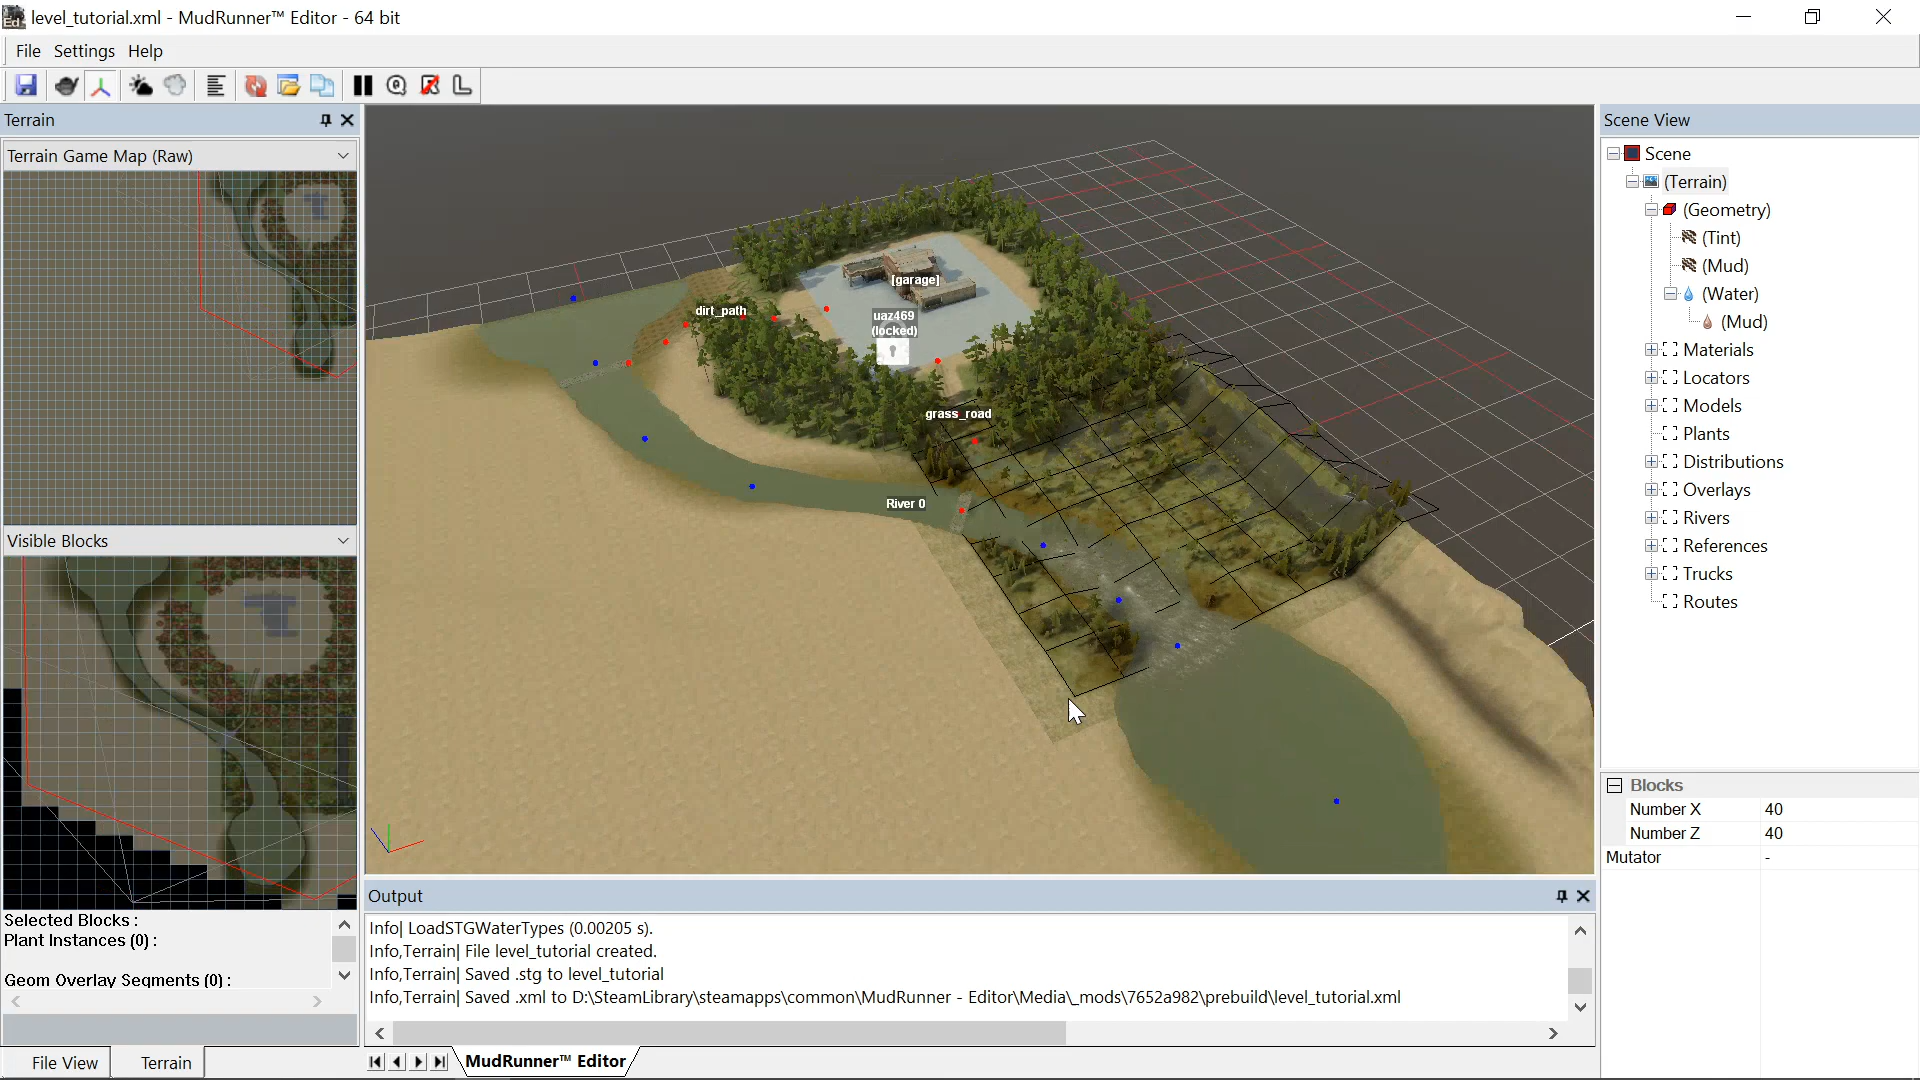 level_tutorial.xml - MudRunner™ Editor - 64 bit
File Settings Help
Terrain
Terrain Game Map (Raw)
Visible Blocks
Selected Blocks :
Plant Instances (0) :
Geom Overlay Segments (0) :
File View
Terrain
[garage]
dirt_path
uaz469
(locked)
grass_road
River 0
Output
Info| LoadSTGWaterTypes (0.00205 s).
Info,Terrain| File level_tutorial created.
Info,Terrain| Saved .stg to level_tutorial
Info,Terrain| Saved .xml to D:\SteamLibrary\steamapps\common\MudRunner - Editor\Media\_mods\7652a982\prebuild\level_tutorial.xml
MudRunner™ Editor
Scene View
Scene
(Terrain)
(Geometry)
(Tint)
(Mud)
(Water)
(Mud)
Materials
Locators
Models
Plants
Distributions
Overlays
Rivers
References
Trucks
Routes
Blocks
Number X 40
Number Z 40
Mutator -